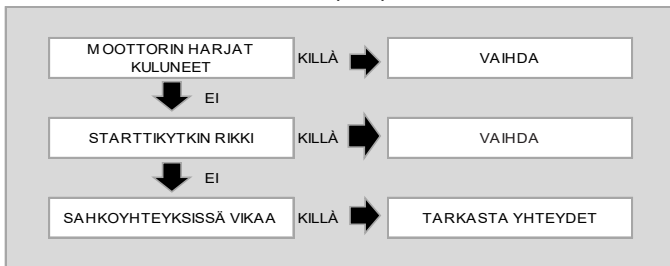 MOOTTORIN HARJAT
KULUNEET
KILLÀ
VAIHDA
EI
STARTTIKYTKIN RIKKI
KILLÀ
VAIHDA
EI
SAHKOYHTEYKSISSÄ VIKAA
KILLÀ
TARKASTA YHTEYDET